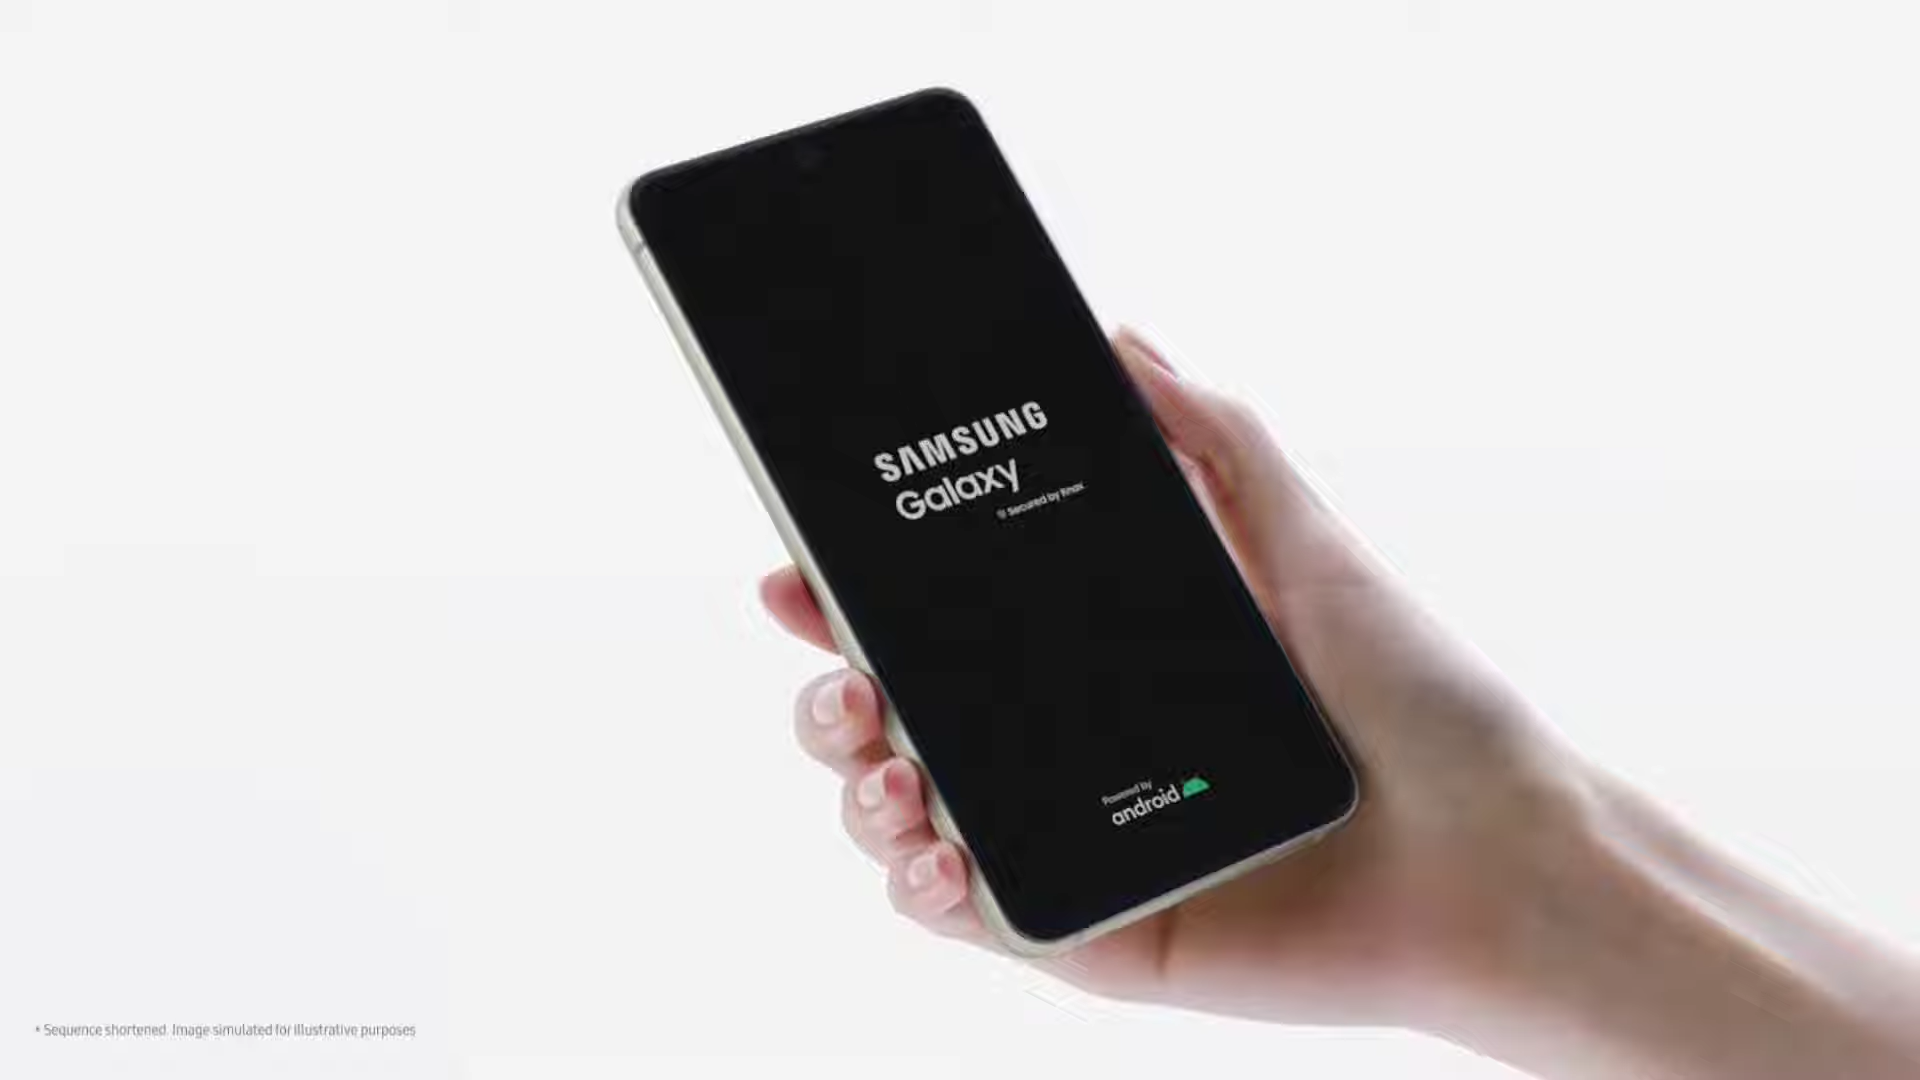 SAMSUNG
Galaxy
Secured by Knox
Powered by
android
* Sequence shortened. Image simulated for illustrative purposes